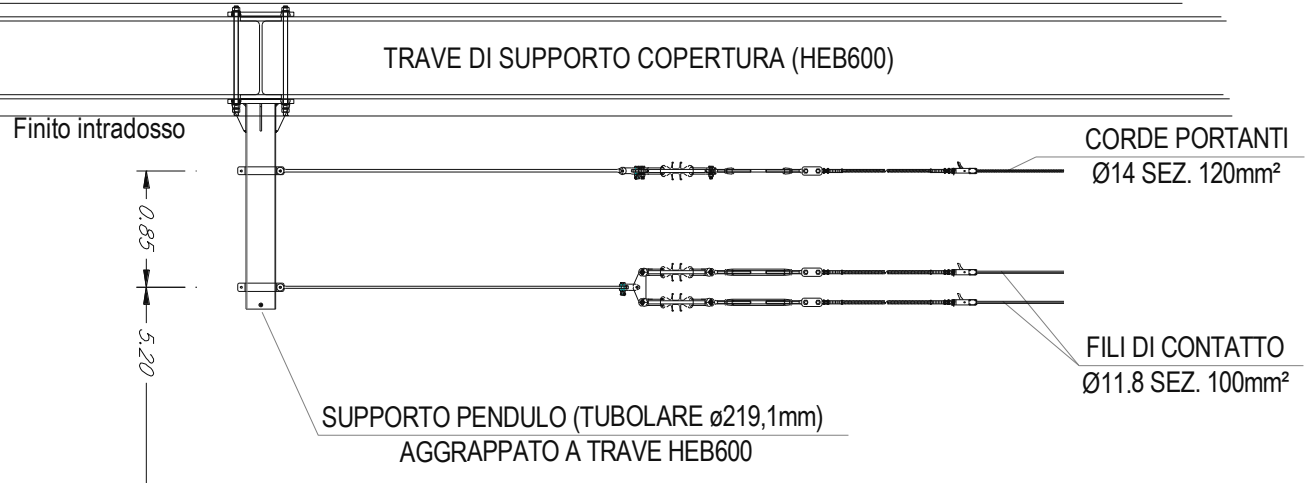 TRAVE DI SUPPORTO COPERTURA (HEB600)
Finito intradosso
CORDE PORTANTI
Ø14 SEZ. 120mm²
0.85
5.20
FILI DI CONTATTO
Ø11.8 SEZ. 100mm²
SUPPORTO PENDULO (TUBOLARE ø219,1mm)
AGGRAPPATO A TRAVE HEB600